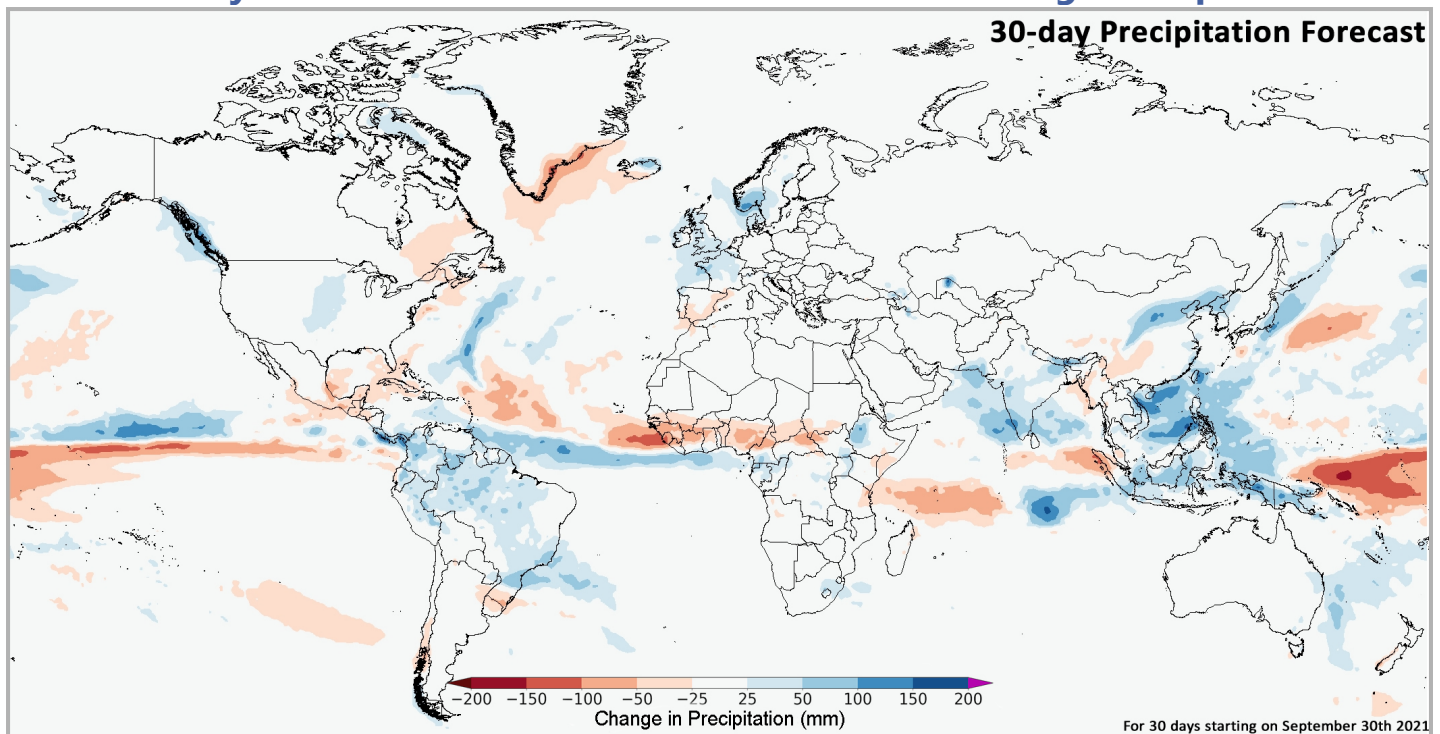 30-day Precipitation Forecast
−200 −150 −100 −50 −25 25 50 100 150 200
Change in Precipitation (mm)
For 30 days starting on September 30th 2021